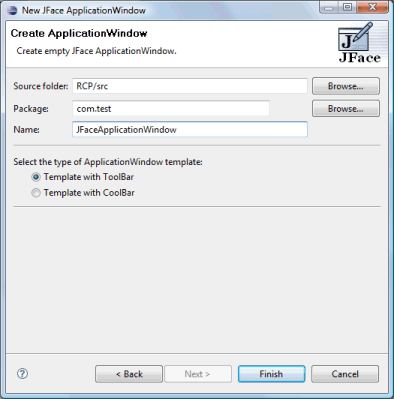 New JFace ApplicationWindow
Create ApplicationWindow
Create empty JFace ApplicationWindow.
J
JFace
Source folder: RCP/src Browse...
Package: com.test Browse...
Name: JFaceApplicationWindow
Select the type of ApplicationWindow template:
Template with ToolBar
Template with CoolBar
? < Back Next > Finish Cancel